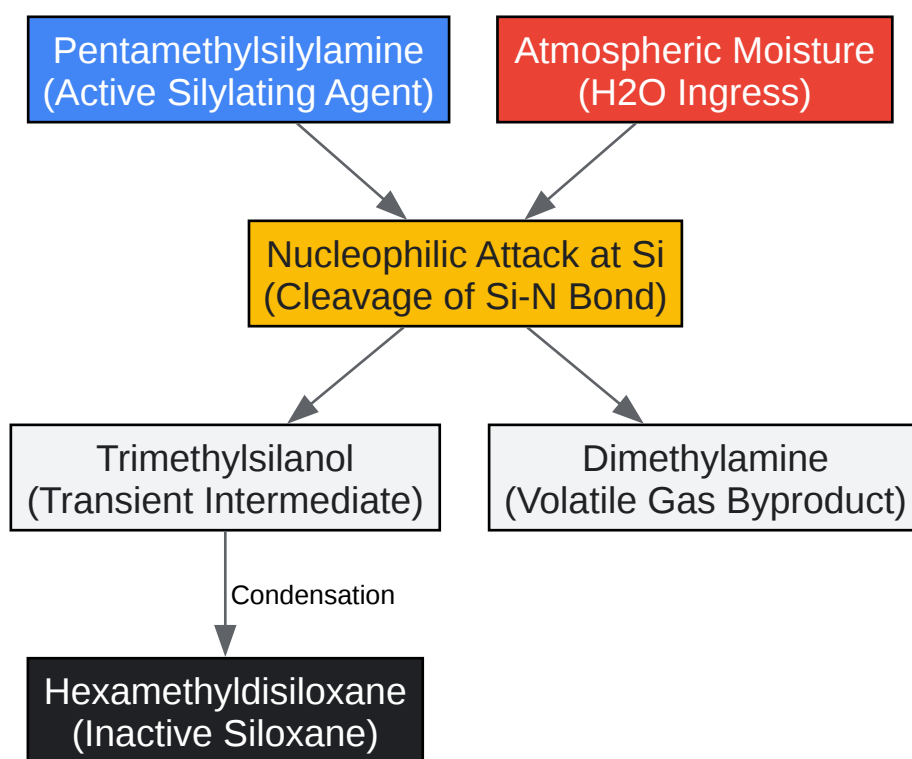 Pentamethylsilylamine
(Active Silylating Agent)
Atmospheric Moisture
(H2O Ingress)
Nucleophilic Attack at Si
(Cleavage of Si-N Bond)
Trimethylsilanol
(Transient Intermediate)
Dimethylamine
(Volatile Gas Byproduct)
Condensation
Hexamethyldisiloxane
(Inactive Siloxane)